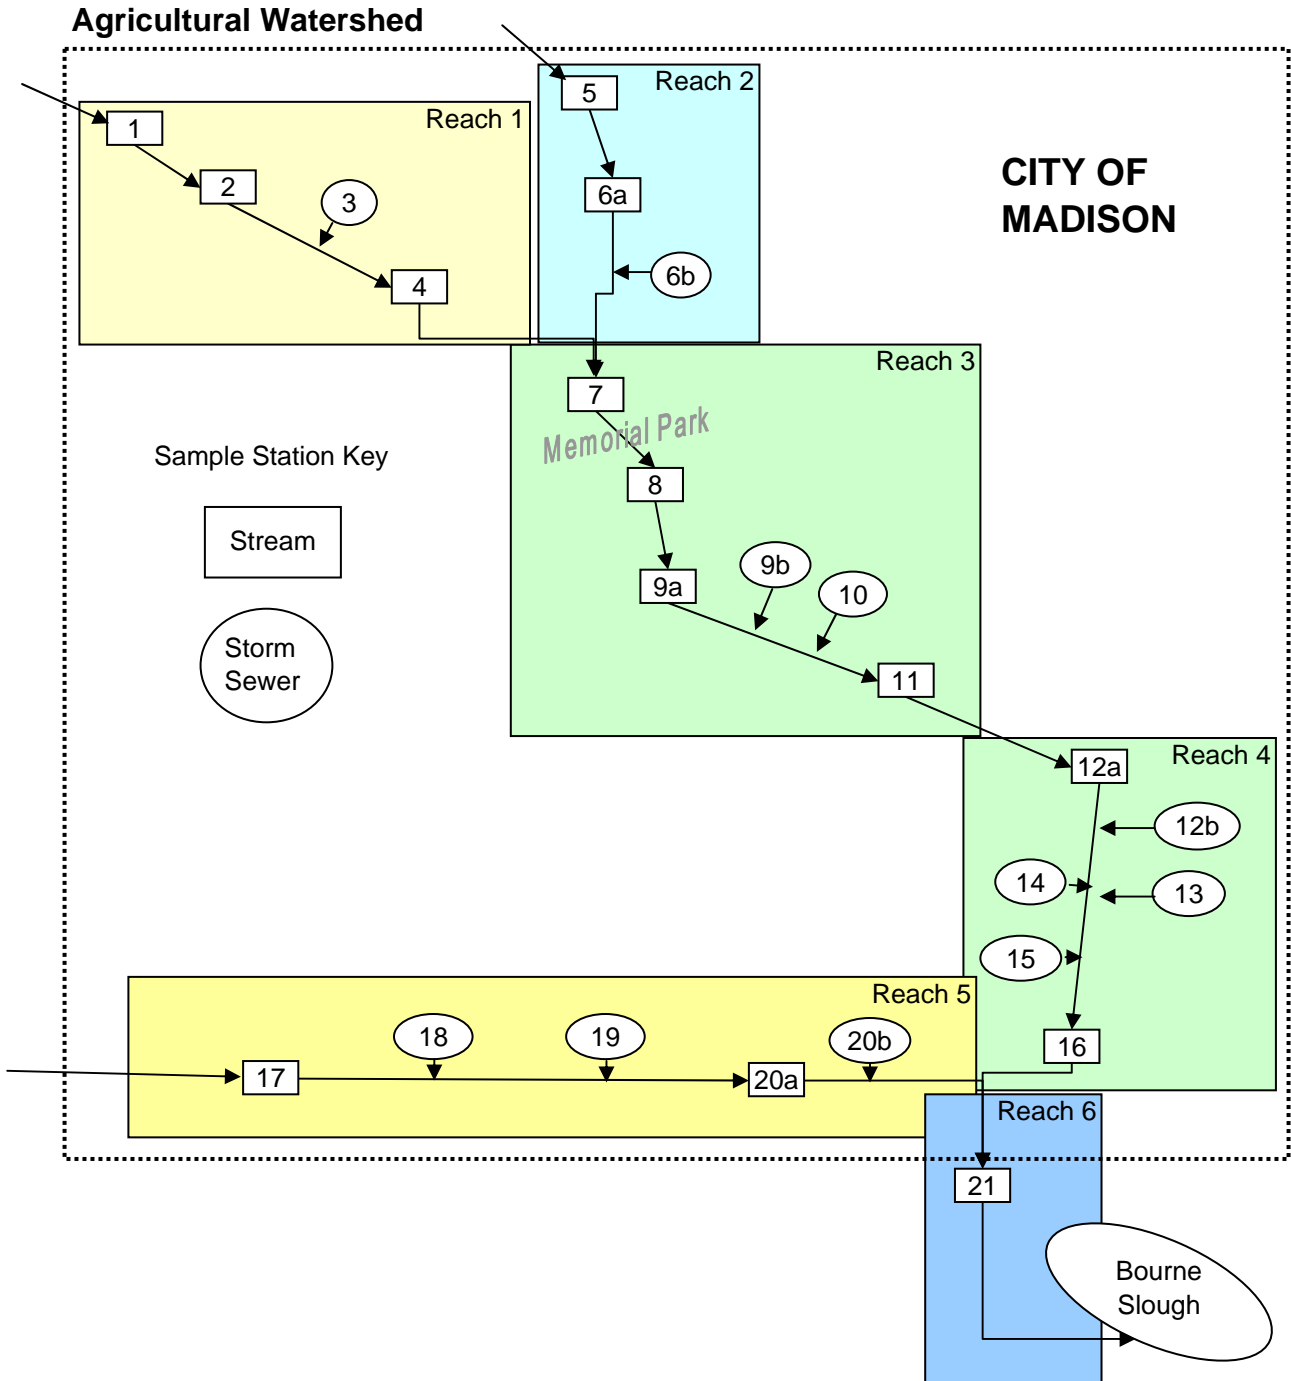 Agricultural Watershed
Reach 1
1
2
3
4
Reach 2
5
6a
6b
CITY OF
MADISON
Reach 3
7
Memorial Park
8
9a
9b
10
11
Sample Station Key
Stream
Storm
Sewer
Reach 4
12a
12b
14
13
15
16
Reach 5
17
18
19
20a
20b
Reach 6
21
Bourne
Slough